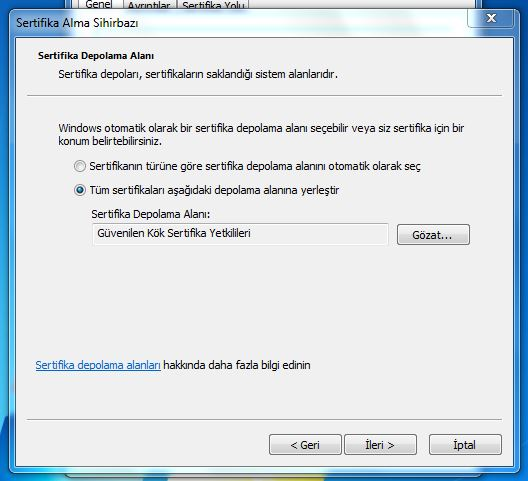 Genel Ayrıntılar Sertifika Yolu
Sertifika Alma Sihirbazı
Sertifika Depolama Alanı
Sertifika depoları, sertifikaların saklandığı sistem alanlarıdır.
Windows otomatik olarak bir sertifika depolama alanı seçebilir veya siz sertifika için bir
konum belirtebilirsiniz.
Sertifikanın türüne göre sertifika depolama alanını otomatik olarak seç
Tüm sertifikaları aşağıdaki depolama alanına yerleştir
Sertifika Depolama Alanı:
Güvenilen Kök Sertifika Yetkilileri
Gözat...
Sertifika depolama alanları hakkında daha fazla bilgi edinin
< Geri İleri > İptal